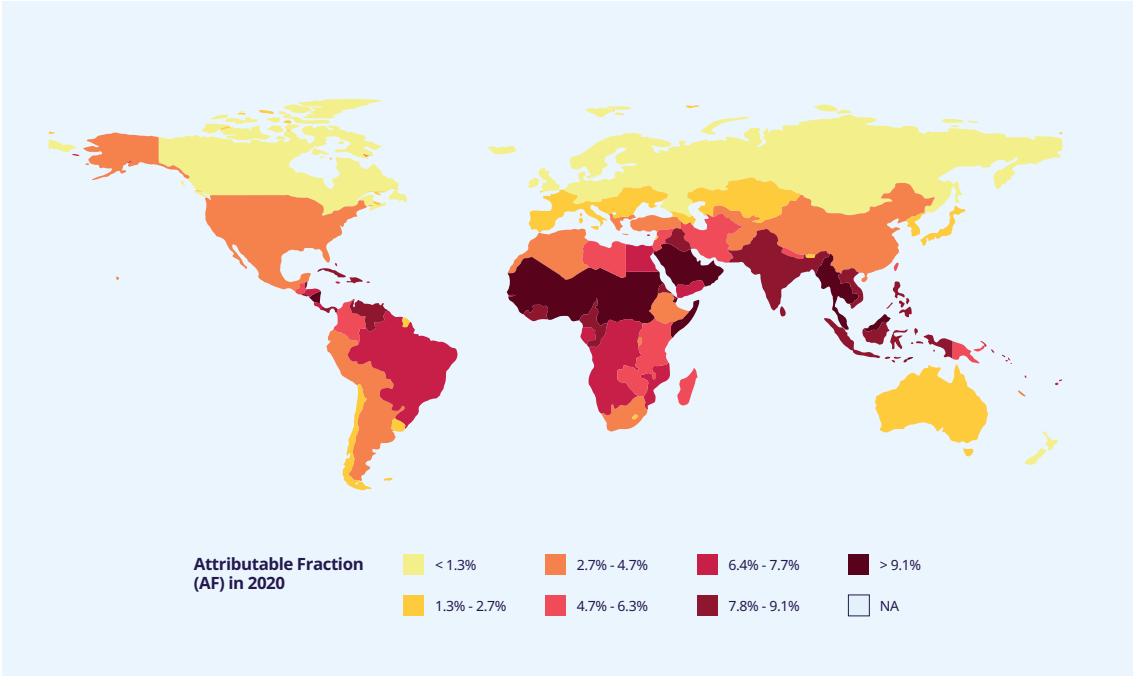 Attributable Fraction
(AF) in 2020
< 1.3%
2.7% - 4.7%
6.4% - 7.7%
> 9.1%
1.3% - 2.7%
4.7% - 6.3%
7.8% - 9.1%
NA